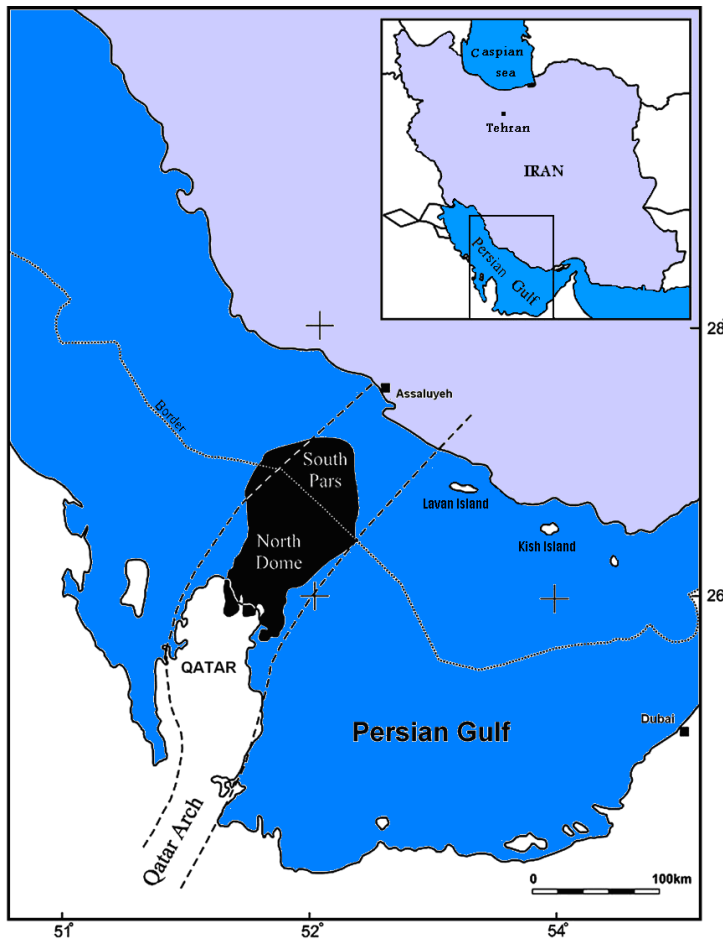 Caspian
sea
Tehran
IRAN
Persian Gulf
28
Assaluyeh
Border
South
Pars
Lavan Island
North
Dome
Kish Island
26
QATAR
Persian Gulf
Dubai
Qatar Arch
0 100km
51° 52° 54°